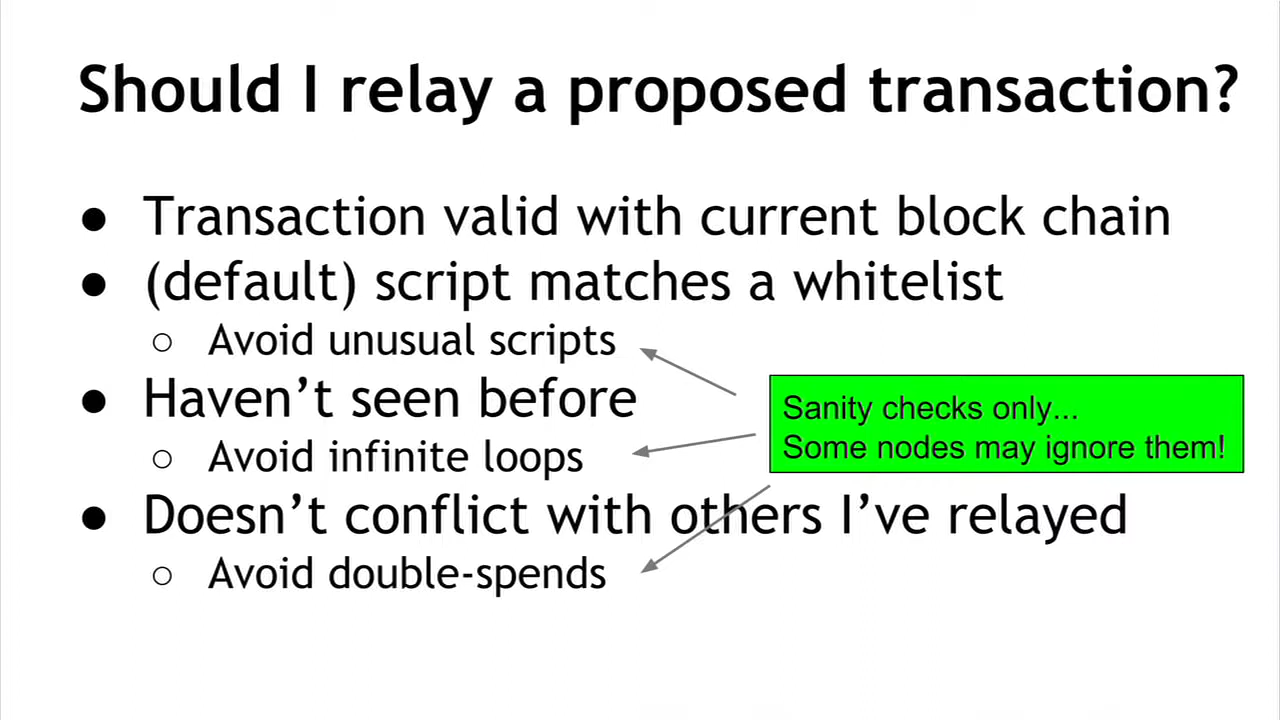 Should I relay a proposed transaction?
● Transaction valid with current block chain
● (default) script matches a whitelist
○ Avoid unusual scripts
● Haven’t seen before
○ Avoid infinite loops
● Doesn’t conflict with others I’ve relayed
○ Avoid double-spends
Sanity checks only...
Some nodes may ignore them!